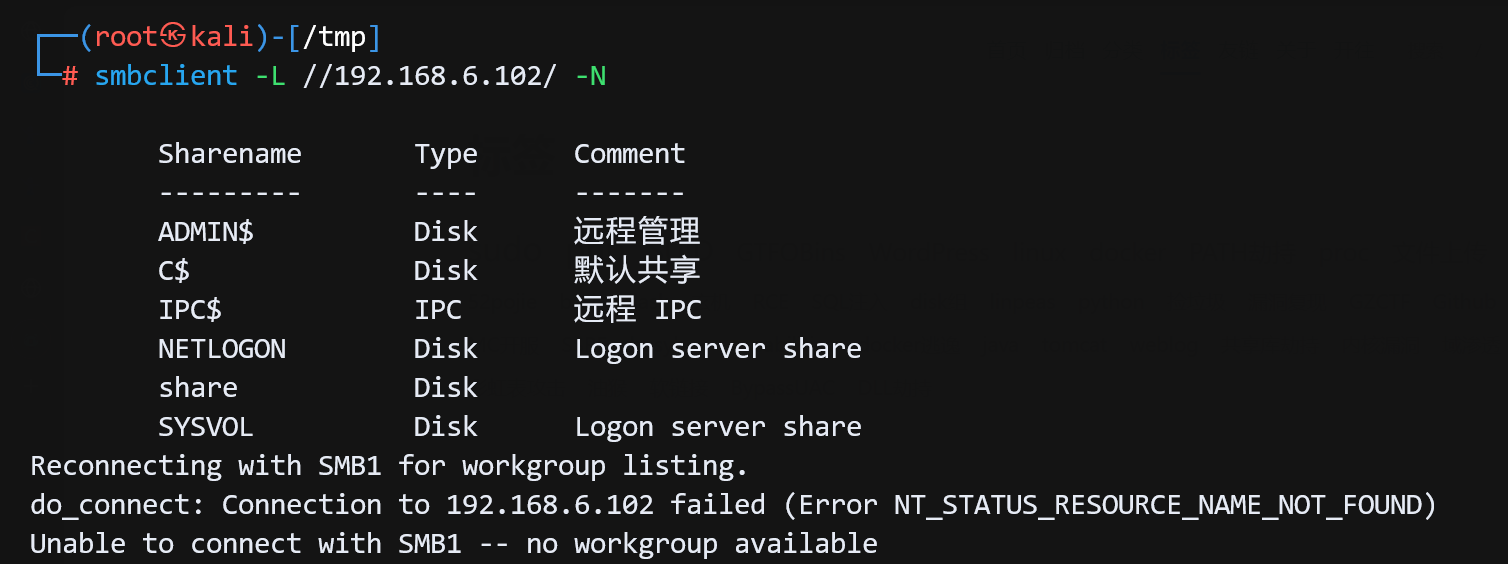 ┌──(root㉿kali)-[/tmp]
└─# smbclient -L //192.168.6.102/ -N
Sharename Type Comment
--------- ---- -------
ADMIN$ Disk 远程管理
C$ Disk 默认共享
IPC$ IPC 远程 IPC
NETLOGON Disk Logon server share
share Disk
SYSVOL Disk Logon server share
Reconnecting with SMB1 for workgroup listing.
do_connect: Connection to 192.168.6.102 failed (Error NT_STATUS_RESOURCE_NAME_NOT_FOUND)
Unable to connect with SMB1 -- no workgroup available